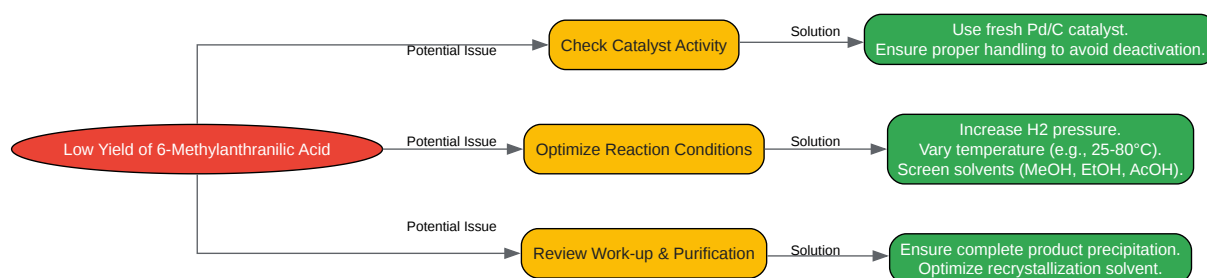 Low Yield of 6-Methylanthranilic Acid
Potential Issue
Check Catalyst Activity
Solution
Use fresh Pd/C catalyst.
Ensure proper handling to avoid deactivation.
Potential Issue
Optimize Reaction Conditions
Solution
Increase H2 pressure.
Vary temperature (e.g., 25-80°C).
Screen solvents (MeOH, EtOH, AcOH).
Potential Issue
Review Work-up & Purification
Solution
Ensure complete product precipitation.
Optimize recrystallization solvent.